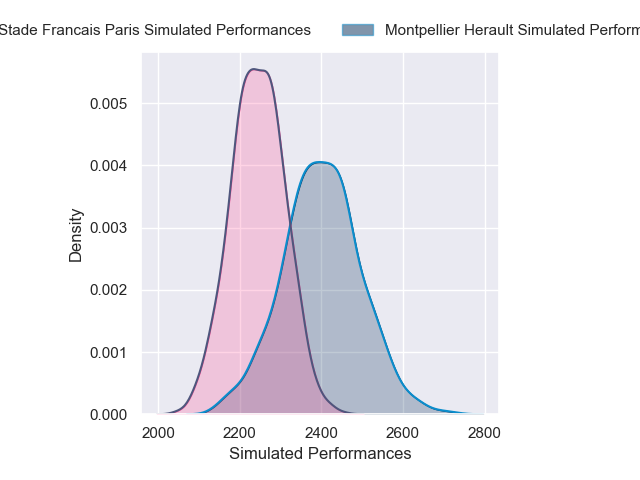 Stade Francais Paris Simulated Performances
Montpellier Herault Simulated Perform
0.005
0.004
0.003
0.002
0.001
0.000
Density
2000 2200 2400 2600 2800
Simulated Performances